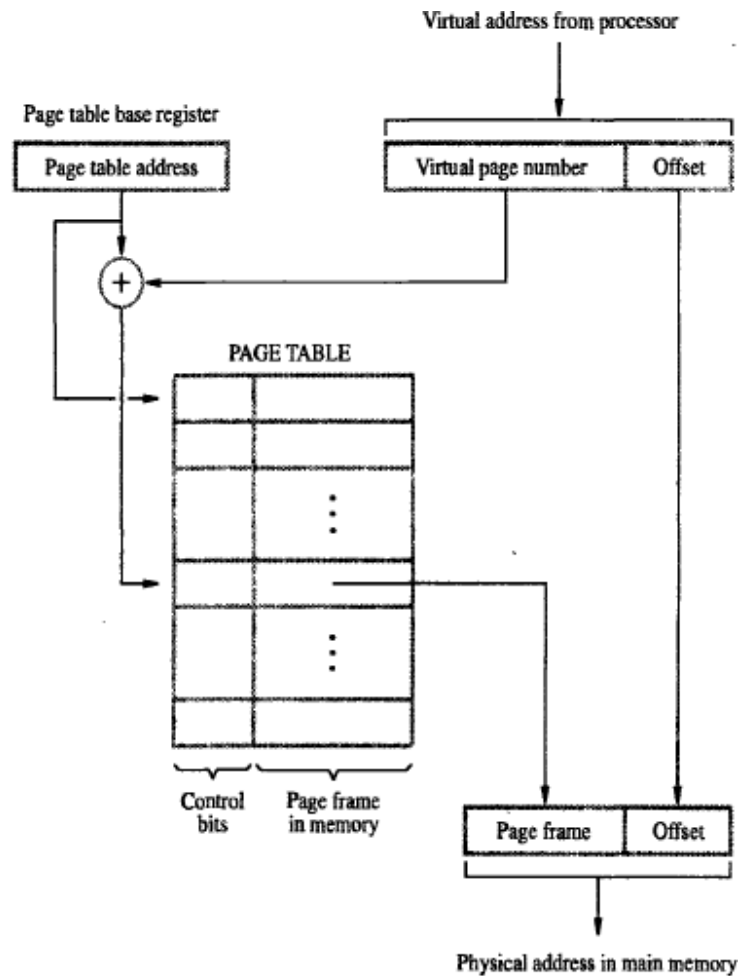 Virtual address from processor
Page table base register
Page table address
Virtual page number
Offset
+
PAGE TABLE
Control
bits
Page frame
in memory
Page frame
Offset
Physical address in main memory